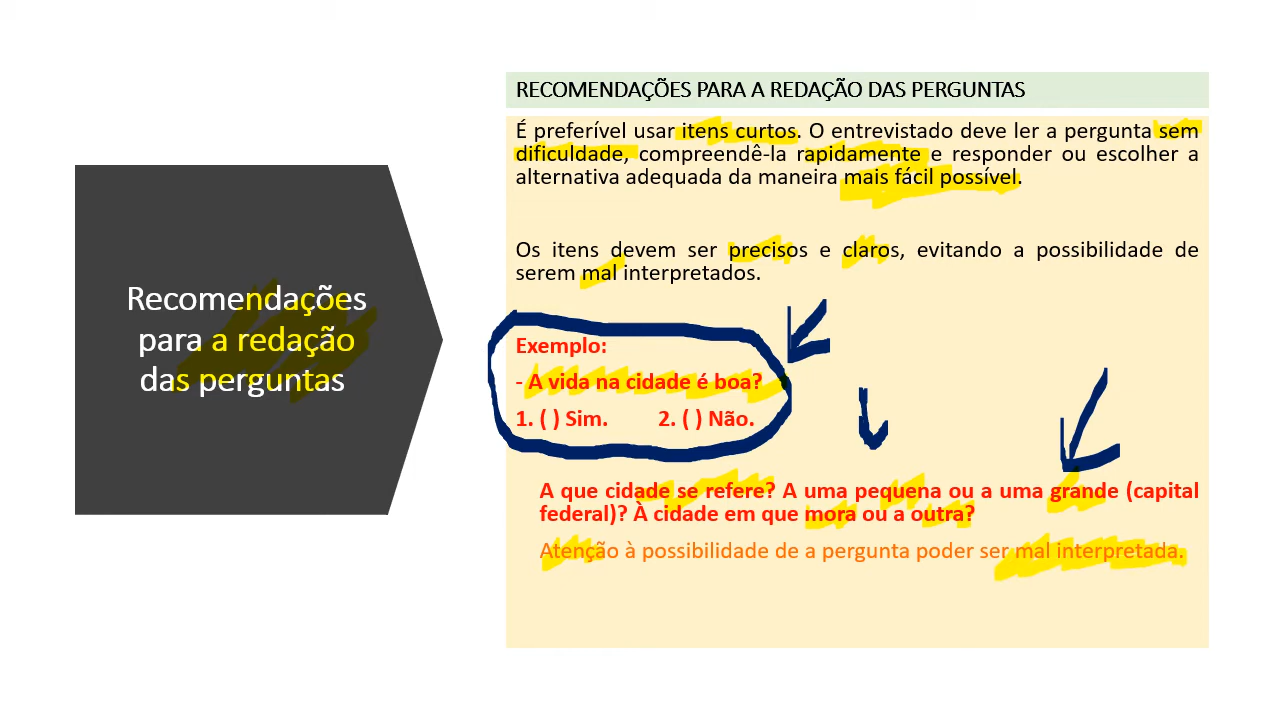 Recomendações
para a redação
das perguntas
RECOMENDAÇÕES PARA A REDAÇÃO DAS PERGUNTAS
É preferível usar itens curtos. O entrevistado deve ler a pergunta sem
dificuldade, compreendê-la rapidamente e responder ou escolher a
alternativa adequada da maneira mais fácil possível.
Os itens devem ser precisos e claros, evitando a possibilidade de
serem mal interpretados.
Exemplo:
- A vida na cidade é boa?
1. ( ) Sim. 2. ( ) Não.
A que cidade se refere? A uma pequena ou a uma grande (capital
federal)? À cidade em que mora ou a outra?
Atenção à possibilidade de a pergunta poder ser mal interpretada.